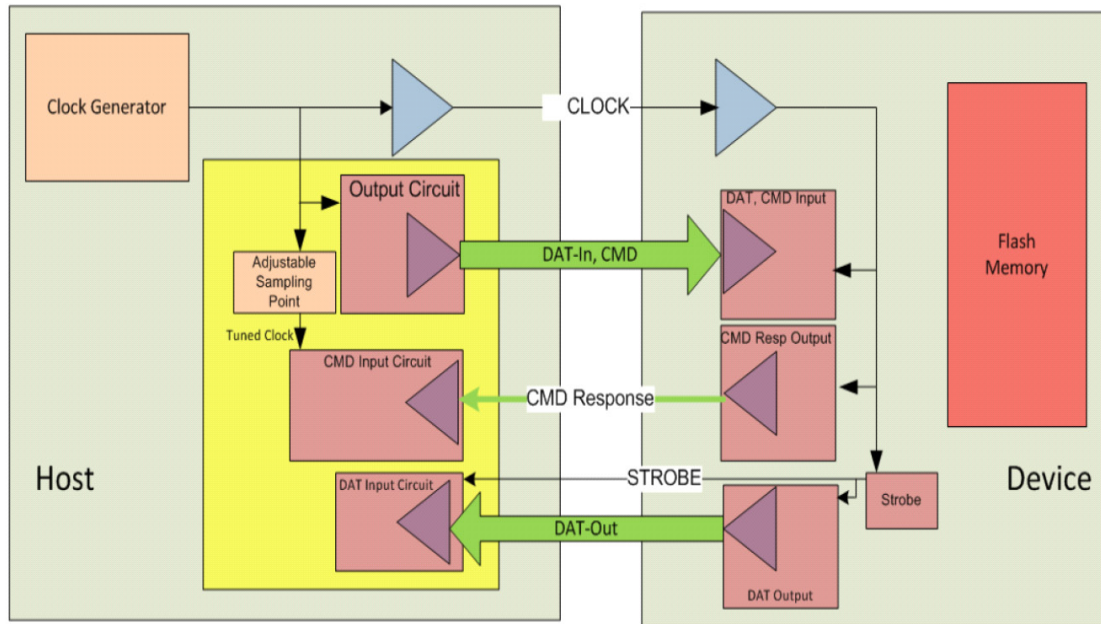 Clock Generator
CLOCK
Output Circuit
DAT, CMD Input
Flash
Memory
DAT-In, CMD
Adjustable
Sampling
Point
Tuned Clock
CMD Input Circuit
CMD Resp Output
CMD Response
Host
STROBE
Device
DAT Input Circuit
Strobe
DAT-Out
DAT Output